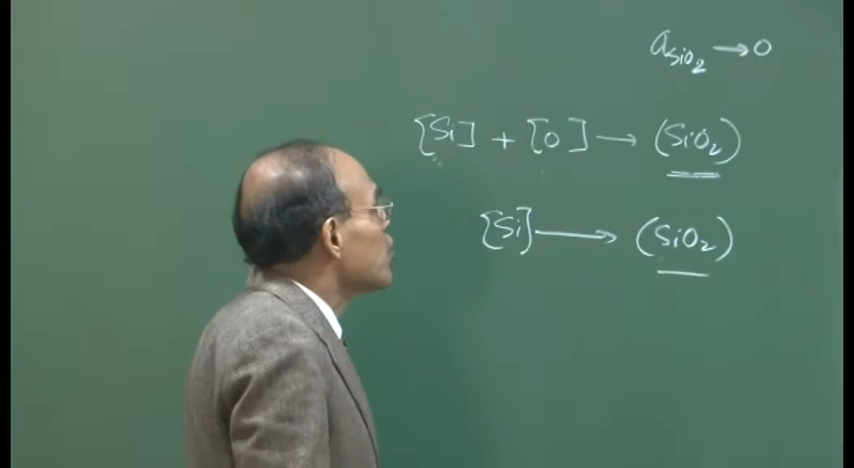 a_SiO₂ → 0
[Si] + [O] → (SiO₂)
[Si] → (SiO₂)